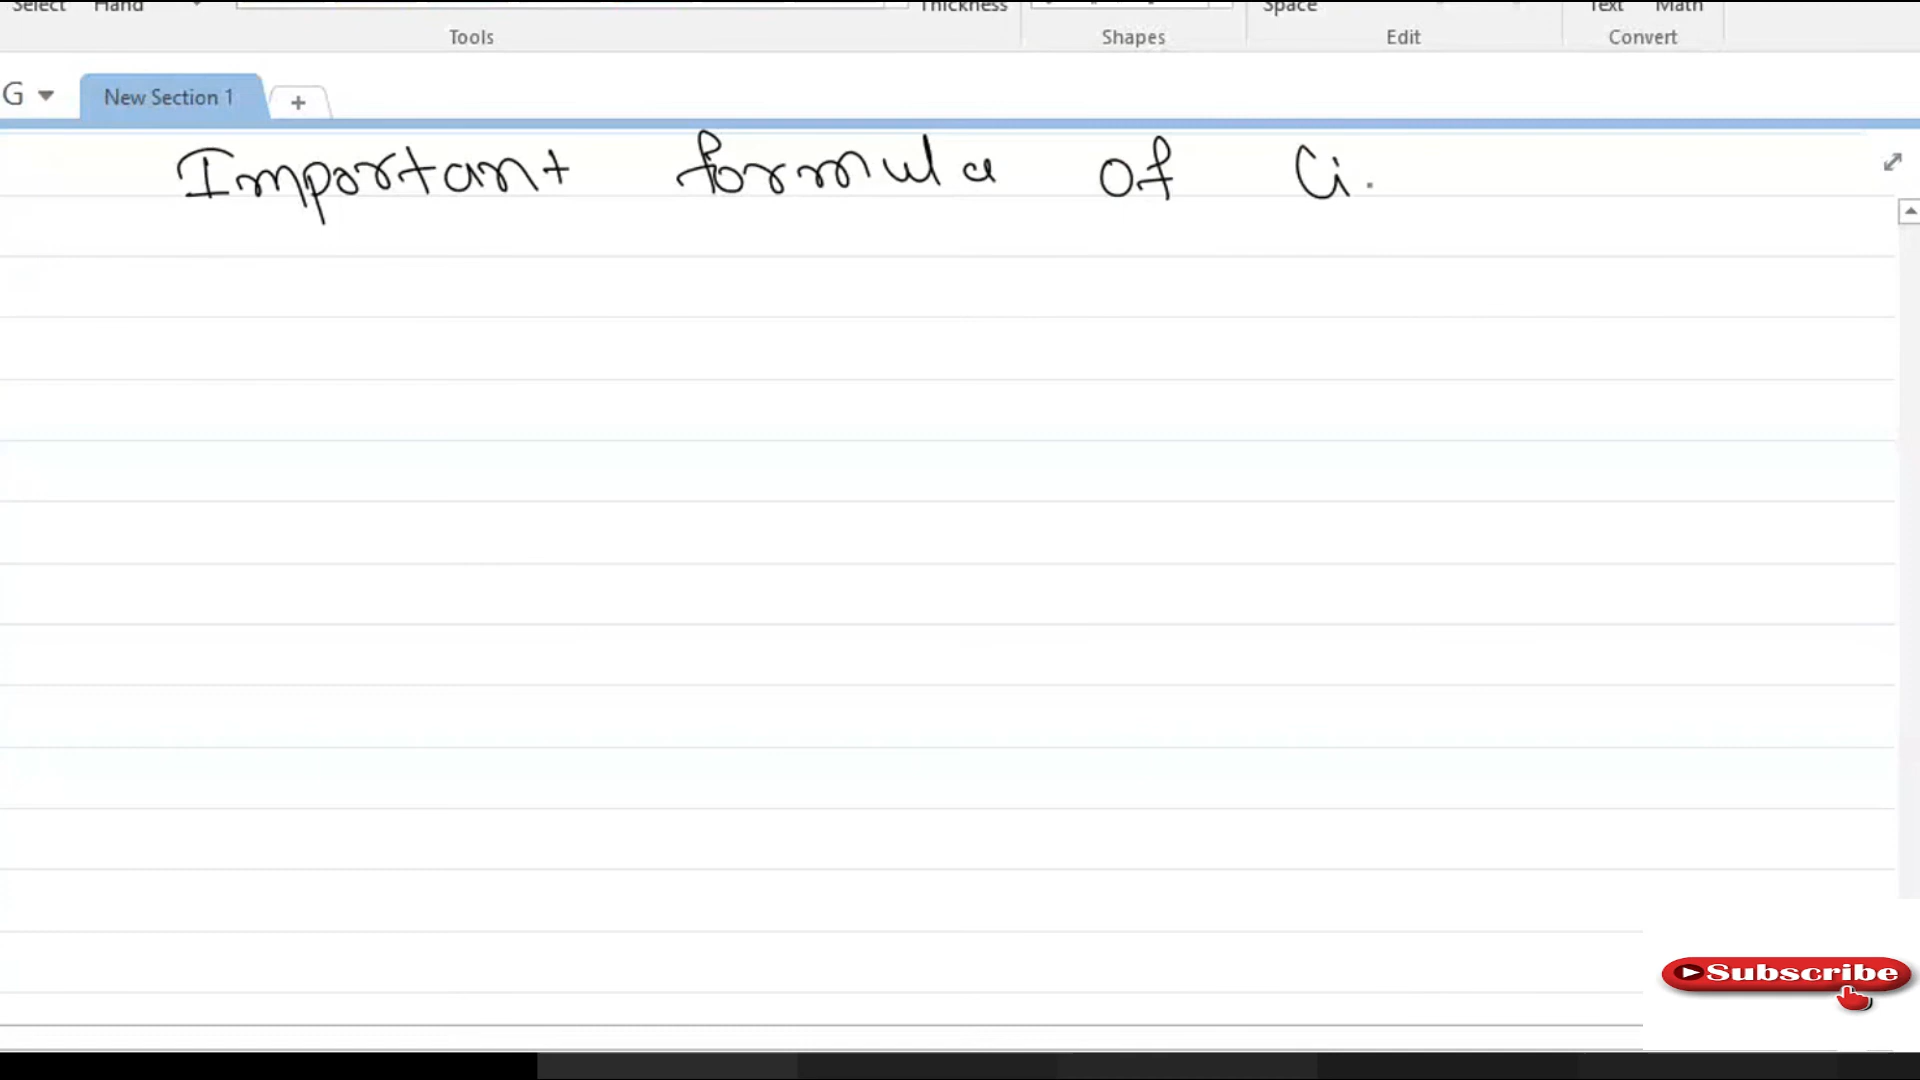 Select Hand Thickness Space Text Math
Tools Shapes Edit Convert
G New Section 1 +
Important formula of Ci
Subscribe